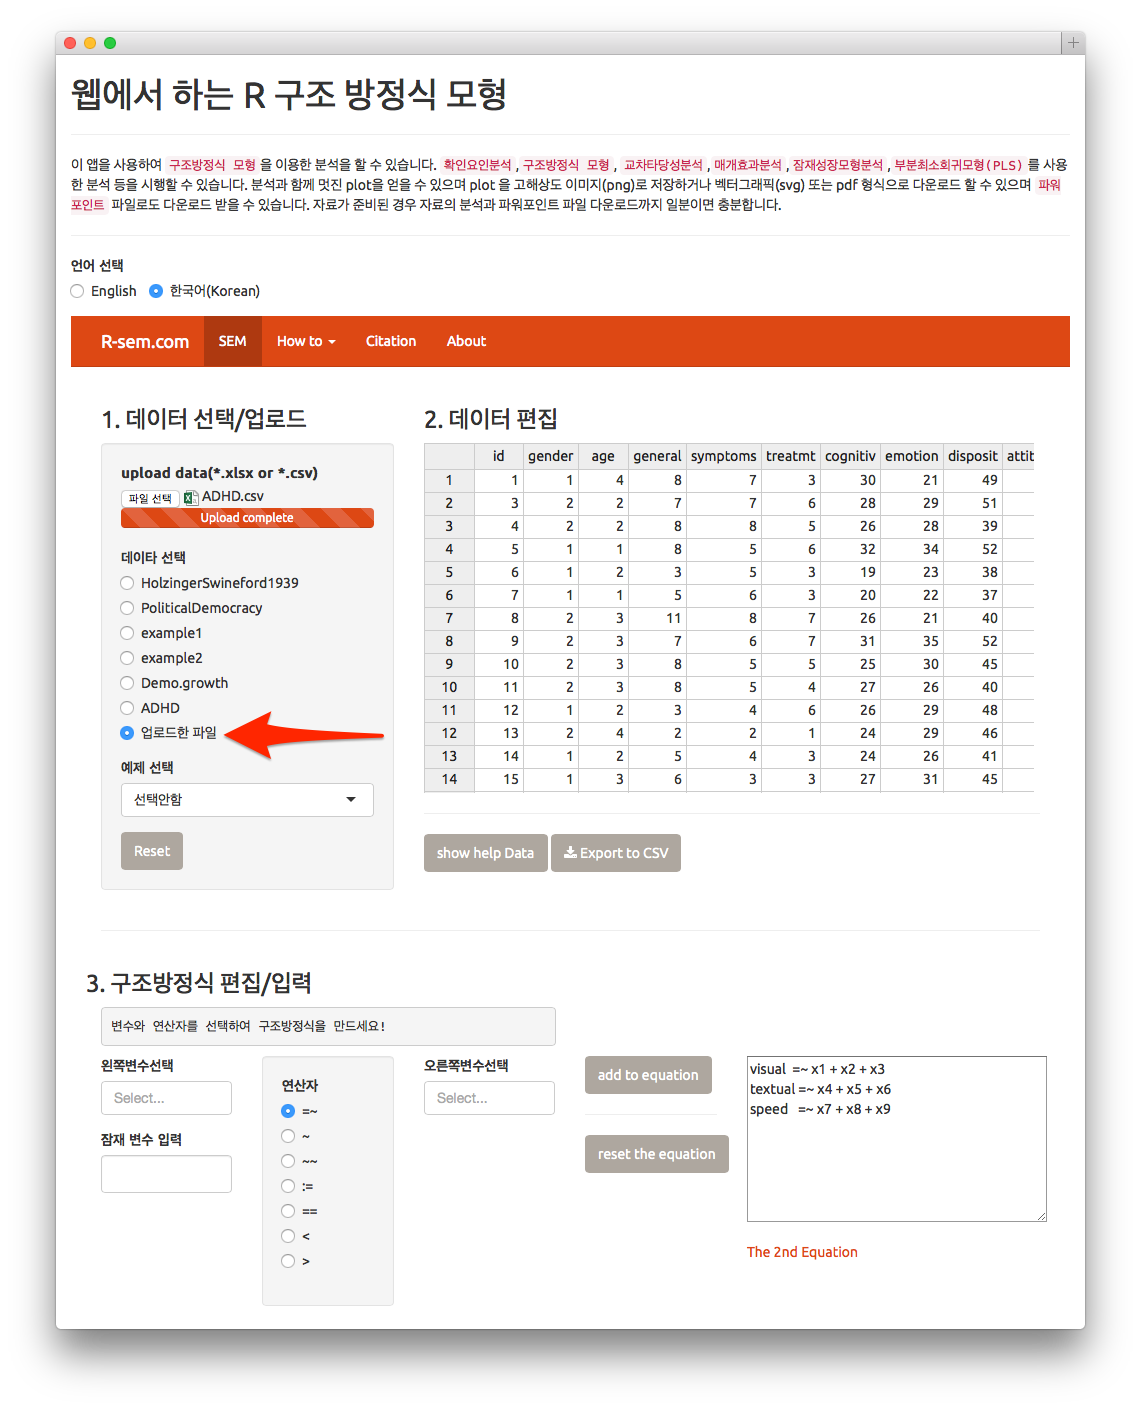 웹에서 하는 R 구조 방정식 모형
이 앱을 사용하여 구조방정식 모형 을 이용한 분석을 할 수 있습니다. 확인요인분석 , 구조방정식 모형 , 교차타당성분석 , 매개효과분석 , 잠재성장모형분석 , 부분최소회귀모형(PLS) 를 사용
한 분석 등을 시행할 수 있습니다. 분석과 함께 멋진 plot을 얻을 수 있으며 plot 을 고해상도 이미지(png)로 저장하거나 벡터그래픽(svg) 또는 pdf 형식으로 다운로드 할 수 있으며 파워
포인트 파일로도 다운로드 받을 수 있습니다. 자료가 준비된 경우 자료의 분석과 파워포인트 파일 다운로드까지 일분이면 충분합니다.
언어 선택
English 한국어(Korean)
R-sem.com SEM How to Citation About
1. 데이터 선택/업로드
upload data(*.xlsx or *.csv)
파일 선택 ADHD.csv
Upload complete
데이타 선택
HolzingerSwineford1939
PoliticalDemocracy
example1
example2
Demo.growth
ADHD
업로드한 파일
예제 선택
선택안함
Reset
2. 데이터 편집
id gender age general symptoms treatmt cognitiv emotion disposit attit
1 1 1 4 8 7 3 30 21 49
2 3 2 2 7 7 6 28 29 51
3 4 2 2 8 8 5 26 28 39
4 5 1 1 8 5 6 32 34 52
5 6 1 2 3 5 3 19 23 38
6 7 1 1 5 6 3 20 22 37
7 8 2 3 11 8 7 26 21 40
8 9 2 3 7 6 7 31 35 52
9 10 2 3 8 5 5 25 30 45
10 11 2 3 8 5 4 27 26 40
11 12 1 2 3 4 6 26 29 48
12 13 2 4 2 2 1 24 29 46
13 14 1 2 5 4 3 24 26 41
14 15 1 3 6 3 3 27 31 45
show help Data Export to CSV
3. 구조방정식 편집/입력
변수와 연산자를 선택하여 구조방정식을 만드세요!
왼쪽변수선택
Select...
잠재 변수 입력
연산자
=~
~
~~
:=
==
<
>
오른쪽변수선택
Select...
add to equation
reset the equation
visual =~ x1 + x2 + x3
textual =~ x4 + x5 + x6
speed =~ x7 + x8 + x9
The 2nd Equation